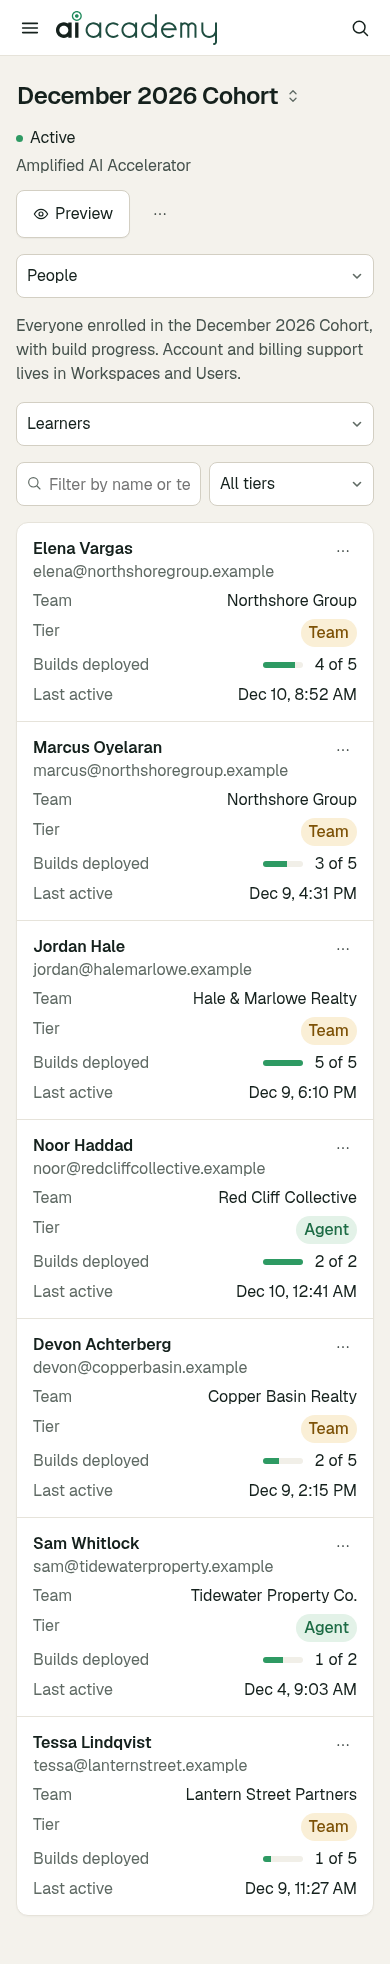 ai academy
December 2026 Cohort
Active
Amplified AI Accelerator
Preview ...
People
Everyone enrolled in the December 2026 Cohort,
with build progress. Account and billing support
lives in Workspaces and Users.
Learners
Filter by name or te All tiers
Elena Vargas ...
elena@northshoregroup.example
Team Northshore Group
Tier Team
Builds deployed 4 of 5
Last active Dec 10, 8:52 AM
Marcus Oyelaran ...
marcus@northshoregroup.example
Team Northshore Group
Tier Team
Builds deployed 3 of 5
Last active Dec 9, 4:31 PM
Jordan Hale ...
jordan@halemarlowe.example
Team Hale & Marlowe Realty
Tier Team
Builds deployed 5 of 5
Last active Dec 9, 6:10 PM
Noor Haddad ...
noor@redcliffcollective.example
Team Red Cliff Collective
Tier Agent
Builds deployed 2 of 2
Last active Dec 10, 12:41 AM
Devon Achterberg ...
devon@copperbasin.example
Team Copper Basin Realty
Tier Team
Builds deployed 2 of 5
Last active Dec 9, 2:15 PM
Sam Whitlock ...
sam@tidewaterproperty.example
Team Tidewater Property Co.
Tier Agent
Builds deployed 1 of 2
Last active Dec 4, 9:03 AM
Tessa Lindqvist ...
tessa@lanternstreet.example
Team Lantern Street Partners
Tier Team
Builds deployed 1 of 5
Last active Dec 9, 11:27 AM